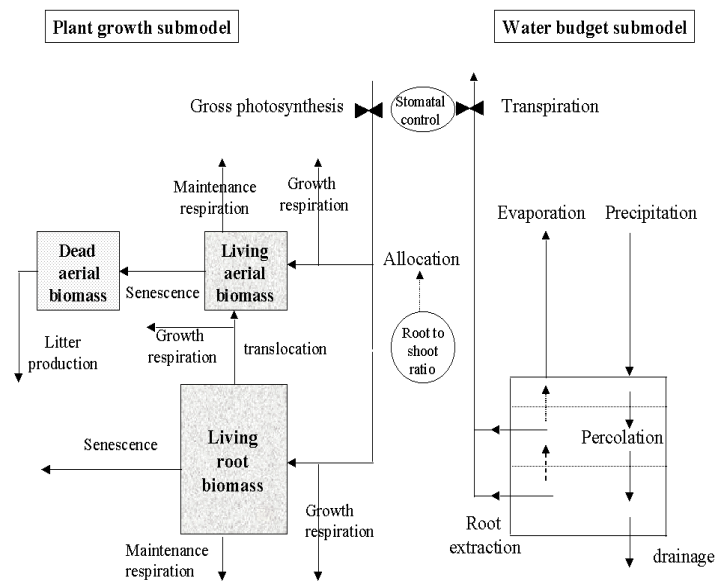 Plant growth submodel
Water budget submodel
Gross photosynthesis
Stomatal
control
Transpiration
Maintenance
respiration
Growth
respiration
Evaporation
Precipitation
Dead
aerial
biomass
Senescence
Living
aerial
biomass
Allocation
Litter
production
Growth
respiration
translocation
Root to
shoot
ratio
Senescence
Living
root
biomass
Percolation
Growth
respiration
Root
extraction
Maintenance
respiration
drainage